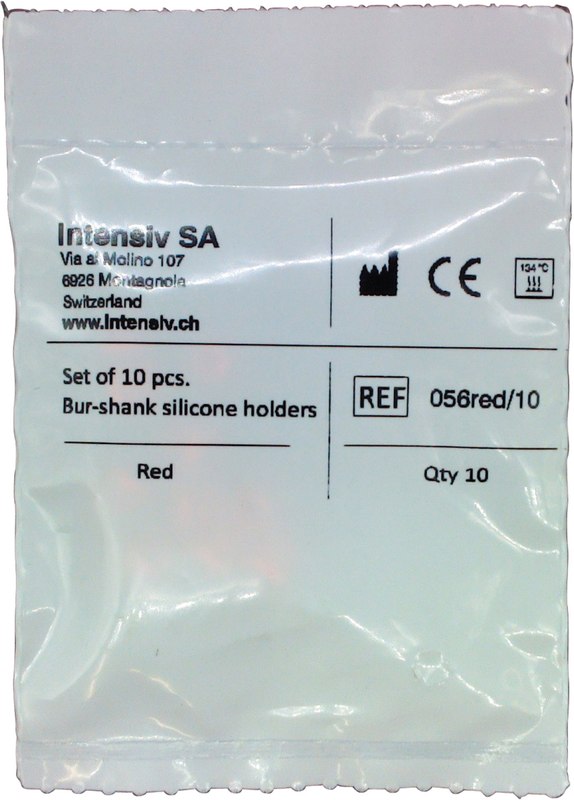 Intensiv SA
Via al Molino 107
6926 Montagnola
Switzerland
www.intensiv.ch
CE
134 °C
Set of 10 pcs.
Bur-shank silicone holders
REF 056red/10
Red
Qty 10